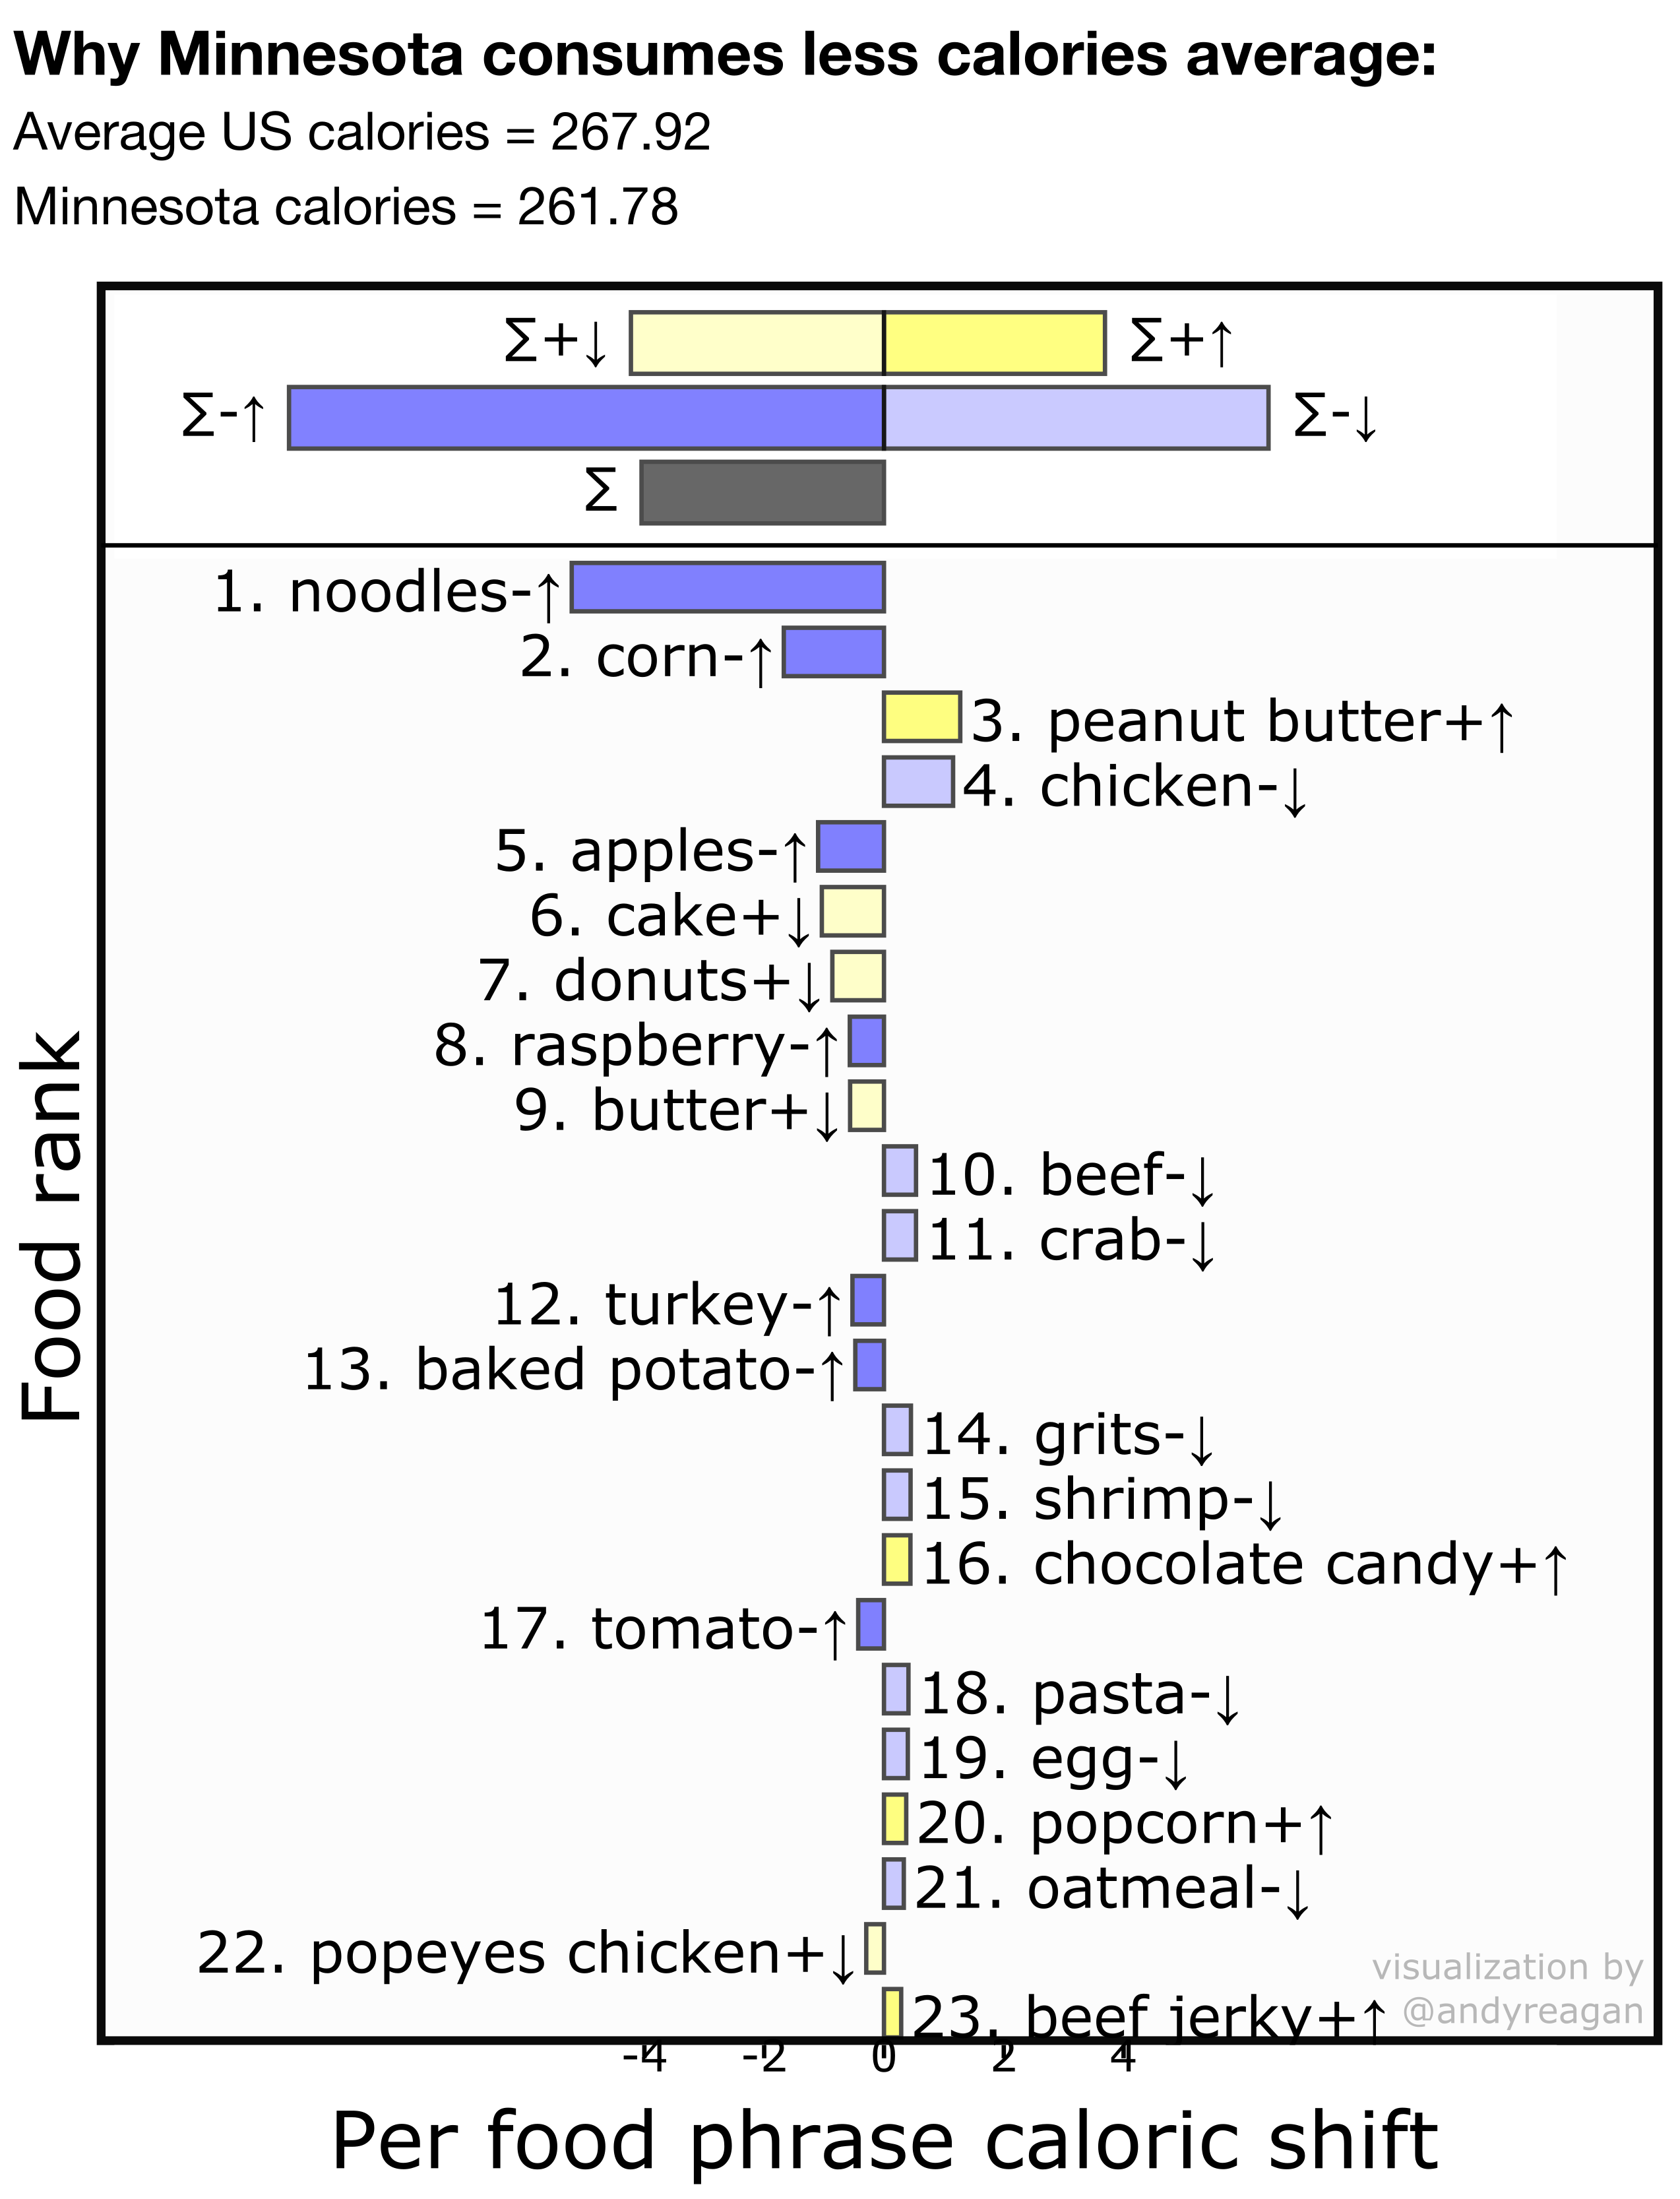 Why Minnesota consumes less calories average:
Average US calories = 267.92
Minnesota calories = 261.78
∑+↓ ∑+↑
∑-↑ ∑-↓
∑
1. noodles-↑
2. corn-↑
3. peanut butter+↑
4. chicken-↓
5. apples-↑
6. cake+↓
7. donuts+↓
8. raspberry-↑
9. butter+↓
10. beef-↓
11. crab-↓
12. turkey-↑
13. baked potato-↑
14. grits-↓
15. shrimp-↓
16. chocolate candy+↑
17. tomato-↑
18. pasta-↓
19. egg-↓
20. popcorn+↑
21. oatmeal-↓
22. popeyes chicken+↓
23. beef jerky+↑
visualization by
@andyreagan
Food rank
-4 -2 0 2 4
Per food phrase caloric shift